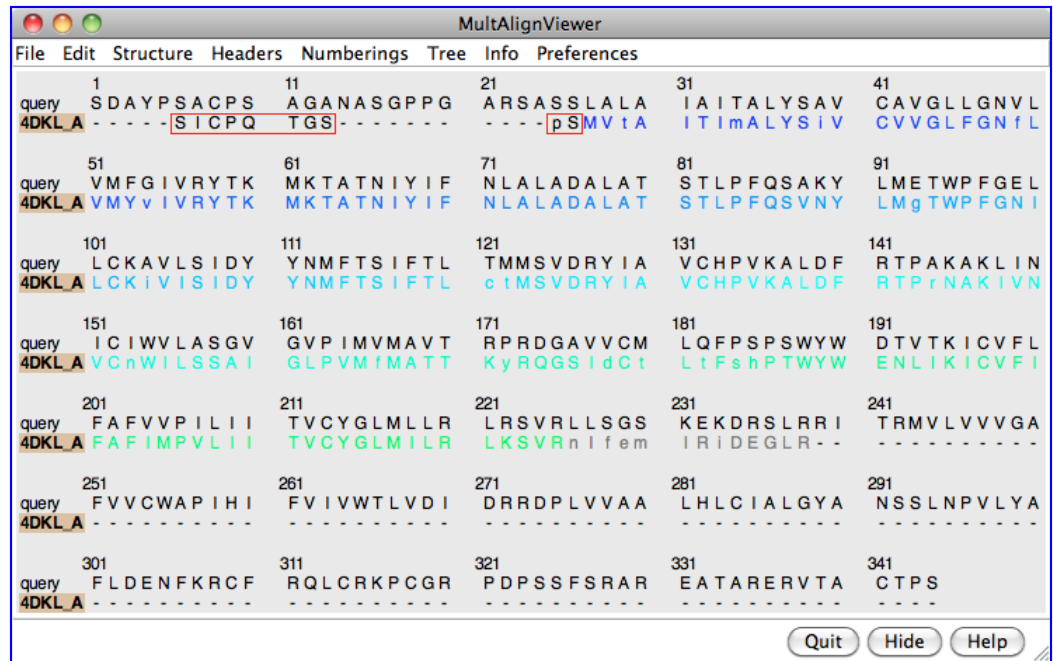 MultAlignViewer
File Edit Structure Headers Numberings Tree Info Preferences
1 11 21 31 41
query SDAYPSACPS AGANASGPPG ARSASSLALA IAITALYSAV CAVGLLGNVL
4DKL_A -----SICPQ TGS------- ----pSMVtA ITImALYSiV CVVGLFGNfL
51 61 71 81 91
query VMFGIVRYTK MKTATNIYIF NLALADALAT STLPFQSAKY LMETWPFGEL
4DKL_A VMYvIVRYTK MKTATNIYIF NLALADALAT STLPFQSVNY LMgTWPFGNI
101 111 121 131 141
query LCKAVLSIDY YNMFTSIFTL TMMSVDRYIA VCHPVKALDF RTPAKAKLIN
4DKL_A LCKiVISIDY YNMFTSIFTL ctMSVDRYIA VCHPVKALDF RTPrNAKIVN
151 161 171 181 191
query ICIWVLASGV GVPIMVMAVT RPRDGAVVCM LQFPSPSWYW DTVTKICVFL
4DKL_A VCnWILSSAI GLPVMfMATT KyRQGSIdCt LtFshPTWYW ENLIKICVFI
201 211 221 231 241
query FAFVVPILII TVCYGLMLLR LRSVRLLSGS KEKDRSLRRI TRMVLVVVGA
4DKL_A FAFIMPVLII TVCYGLMILR LKSVRnIfem IRiDEGLR-- ----------
251 261 271 281 291
query FVVCWAPIHI FVIVWTLVDI DRRDPLVVAA LHLCIALGYA NSSLNPVLYA
4DKL_A ---------- ---------- ---------- ---------- ----------
301 311 321 331 341
query FLDENFKRCF RQLCRKPCGR PDPSSFSRAR EATARERVTA CTPS
4DKL_A ---------- ---------- ---------- ---------- ----
Quit Hide Help